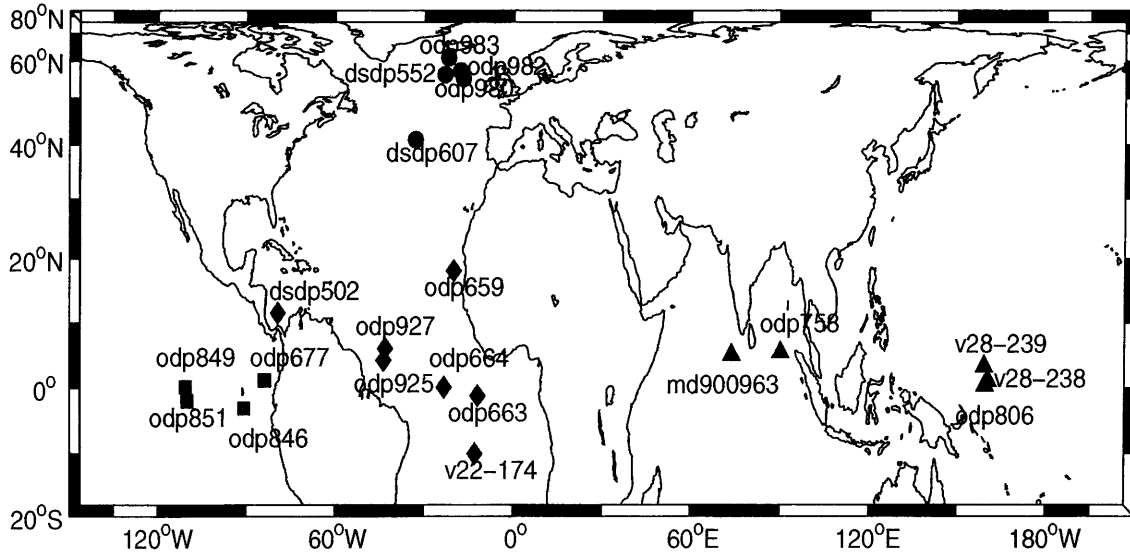 80°N
60°N
40°N
20°N
0°
20°S
odp983
dsdp552
odp982
odp980
dsdp607
odp659
dsdp502
odp927
odp758
odp849
odp677
odp664
v28-239
odp925
md900963
v28-238
odp851
odp663
odp806
odp846
v22-174
120°W
60°W
0°
60°E
120°E
180°W